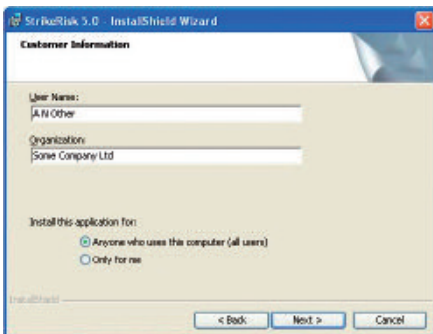 StrikeRisk 5.0 - InstallShield Wizard
Customer Information
User Name:
A N Other
Organization:
Some Company Ltd
Install this application for:
Anyone who uses this computer (all users)
Only for me
InstallShield
< Back Next > Cancel